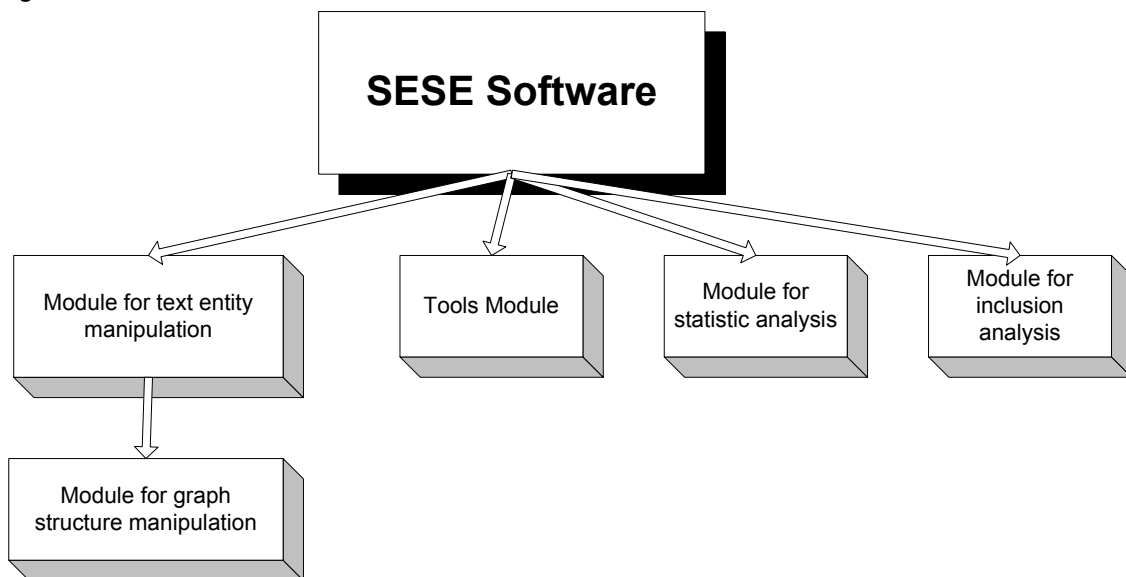 SESE Software
Module for text entity
manipulation
Tools Module
Module for
statistic analysis
Module for
inclusion
analysis
Module for graph
structure manipulation